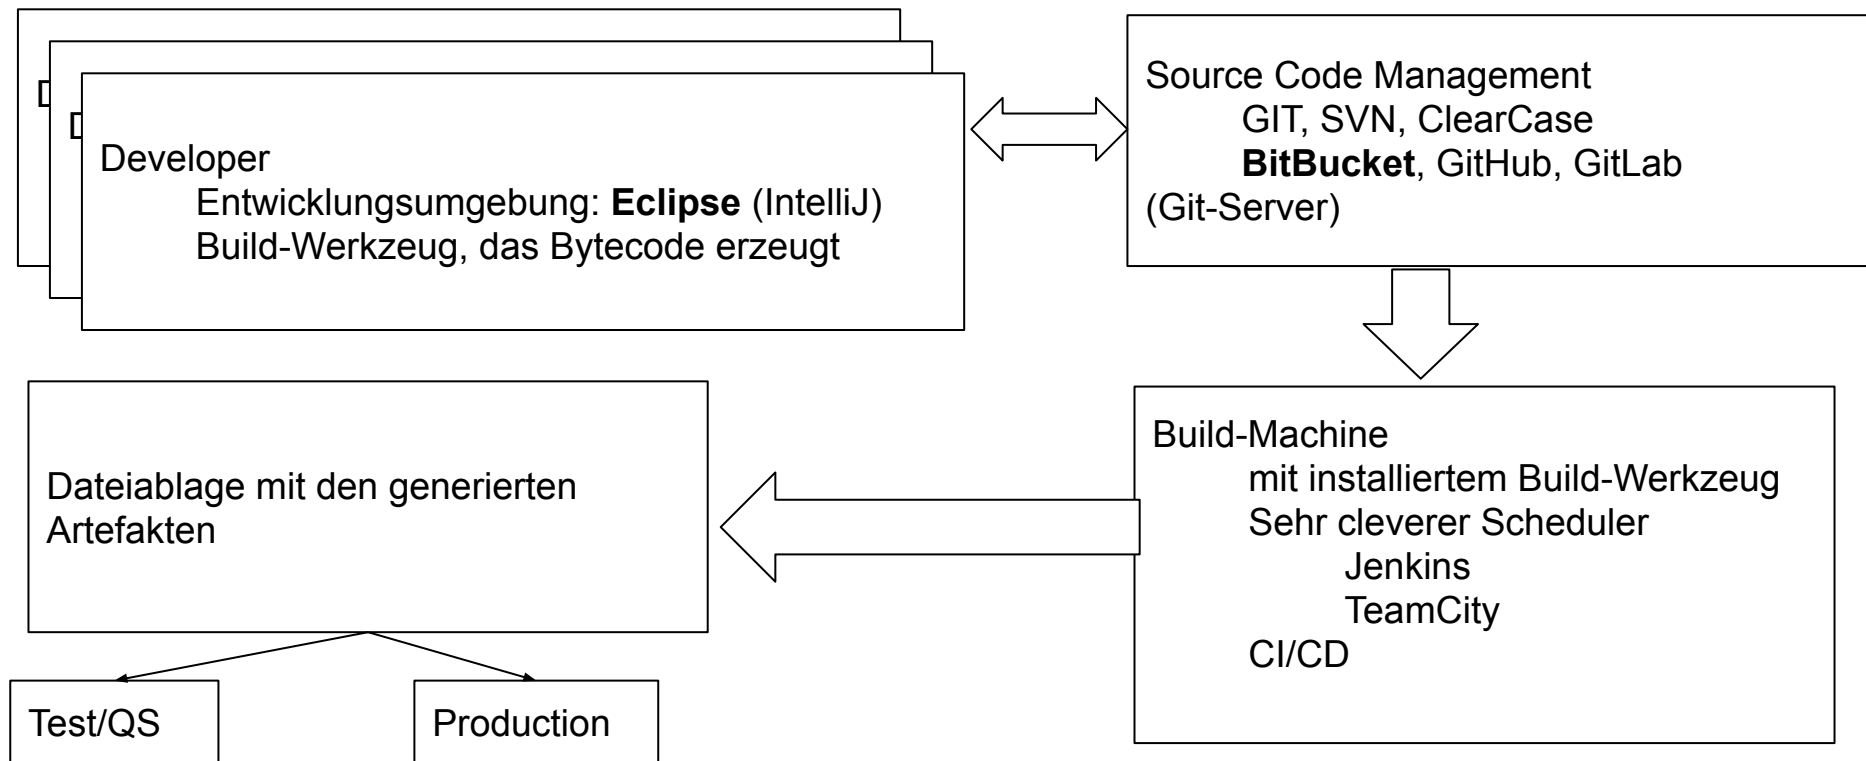 Developer
Entwicklungsumgebung: Eclipse (IntelliJ)
Build-Werkzeug, das Bytecode erzeugt
Source Code Management
GIT, SVN, ClearCase
BitBucket, GitHub, GitLab
(Git-Server)
Dateiablage mit den generierten
Artefakten
Build-Machine
mit installiertem Build-Werkzeug
Sehr cleverer Scheduler
Jenkins
TeamCity
CI/CD
Test/QS
Production